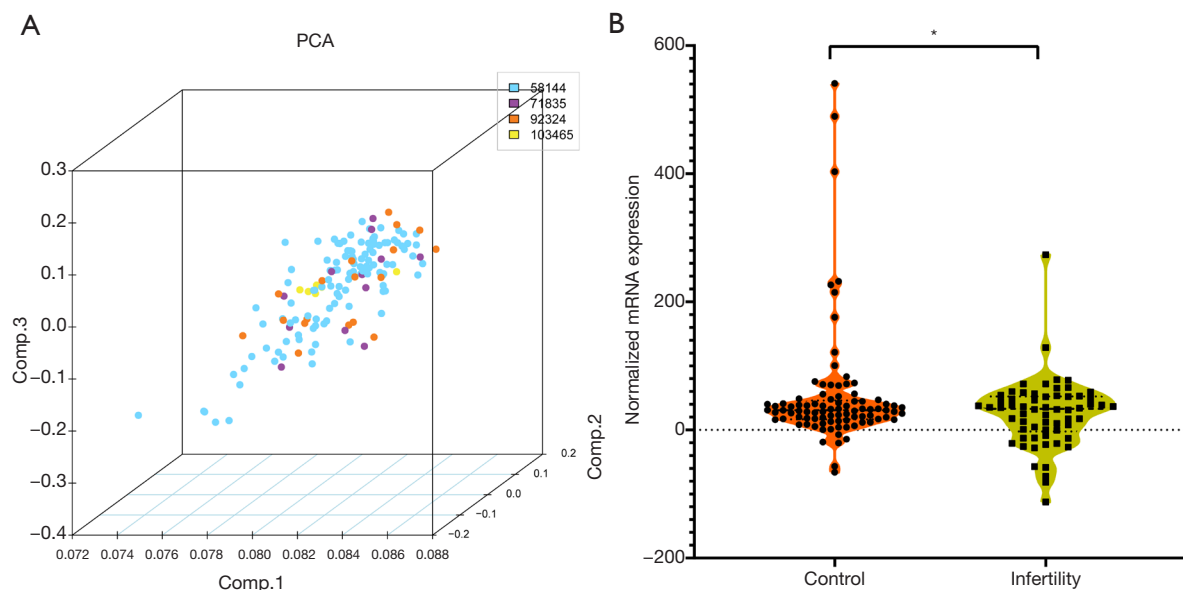 A
PCA
58144
71835
92324
103465
0.3
0.2
0.1
0.0
−0.1
−0.2
−0.3
−0.4
Comp.3
0.072 0.074 0.076 0.078 0.080 0.082 0.084 0.086 0.088
Comp.1
−0.2
−0.1
0.0
0.1
0.2
Comp.2
B
*
600
400
200
0
−200
Normalized mRNA expression
Control Infertility